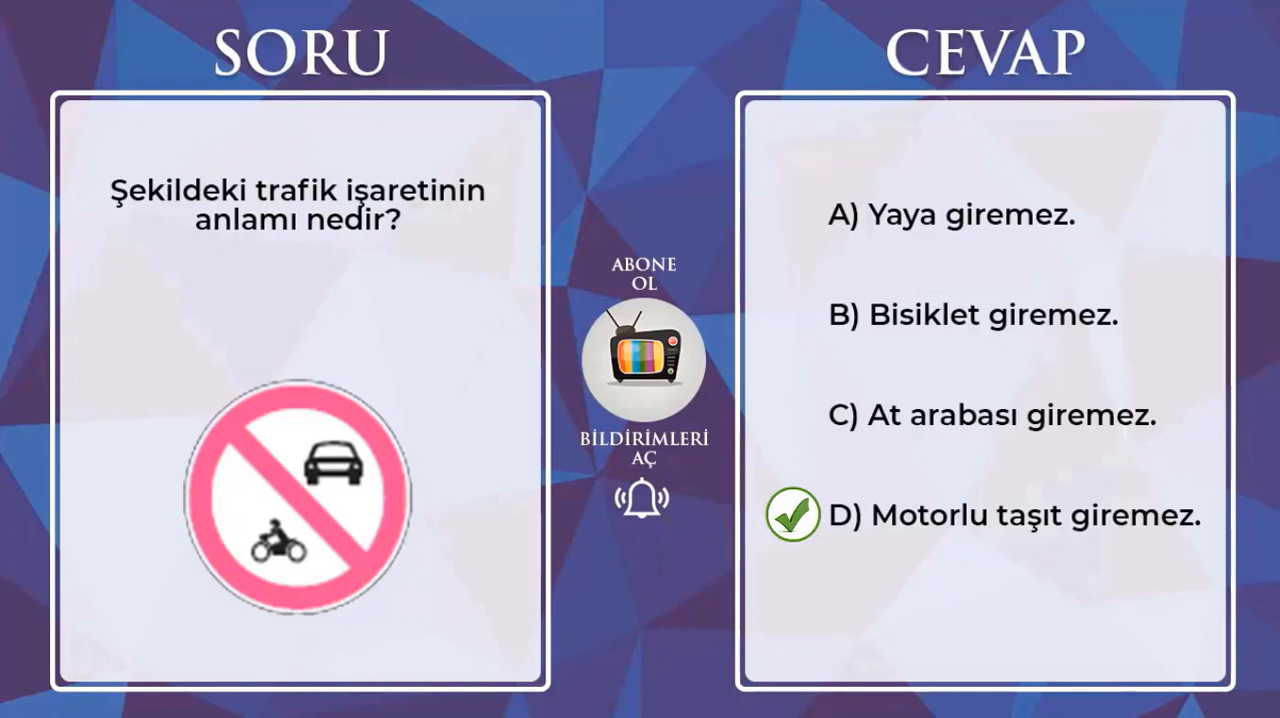 SORU
Şekildeki trafik işaretinin
anlamı nedir?
ABONE
OL
BİLDİRİMLERİ
AÇ
CEVAP
A) Yaya giremez.
B) Bisiklet giremez.
C) At arabası giremez.
D) Motorlu taşıt giremez.